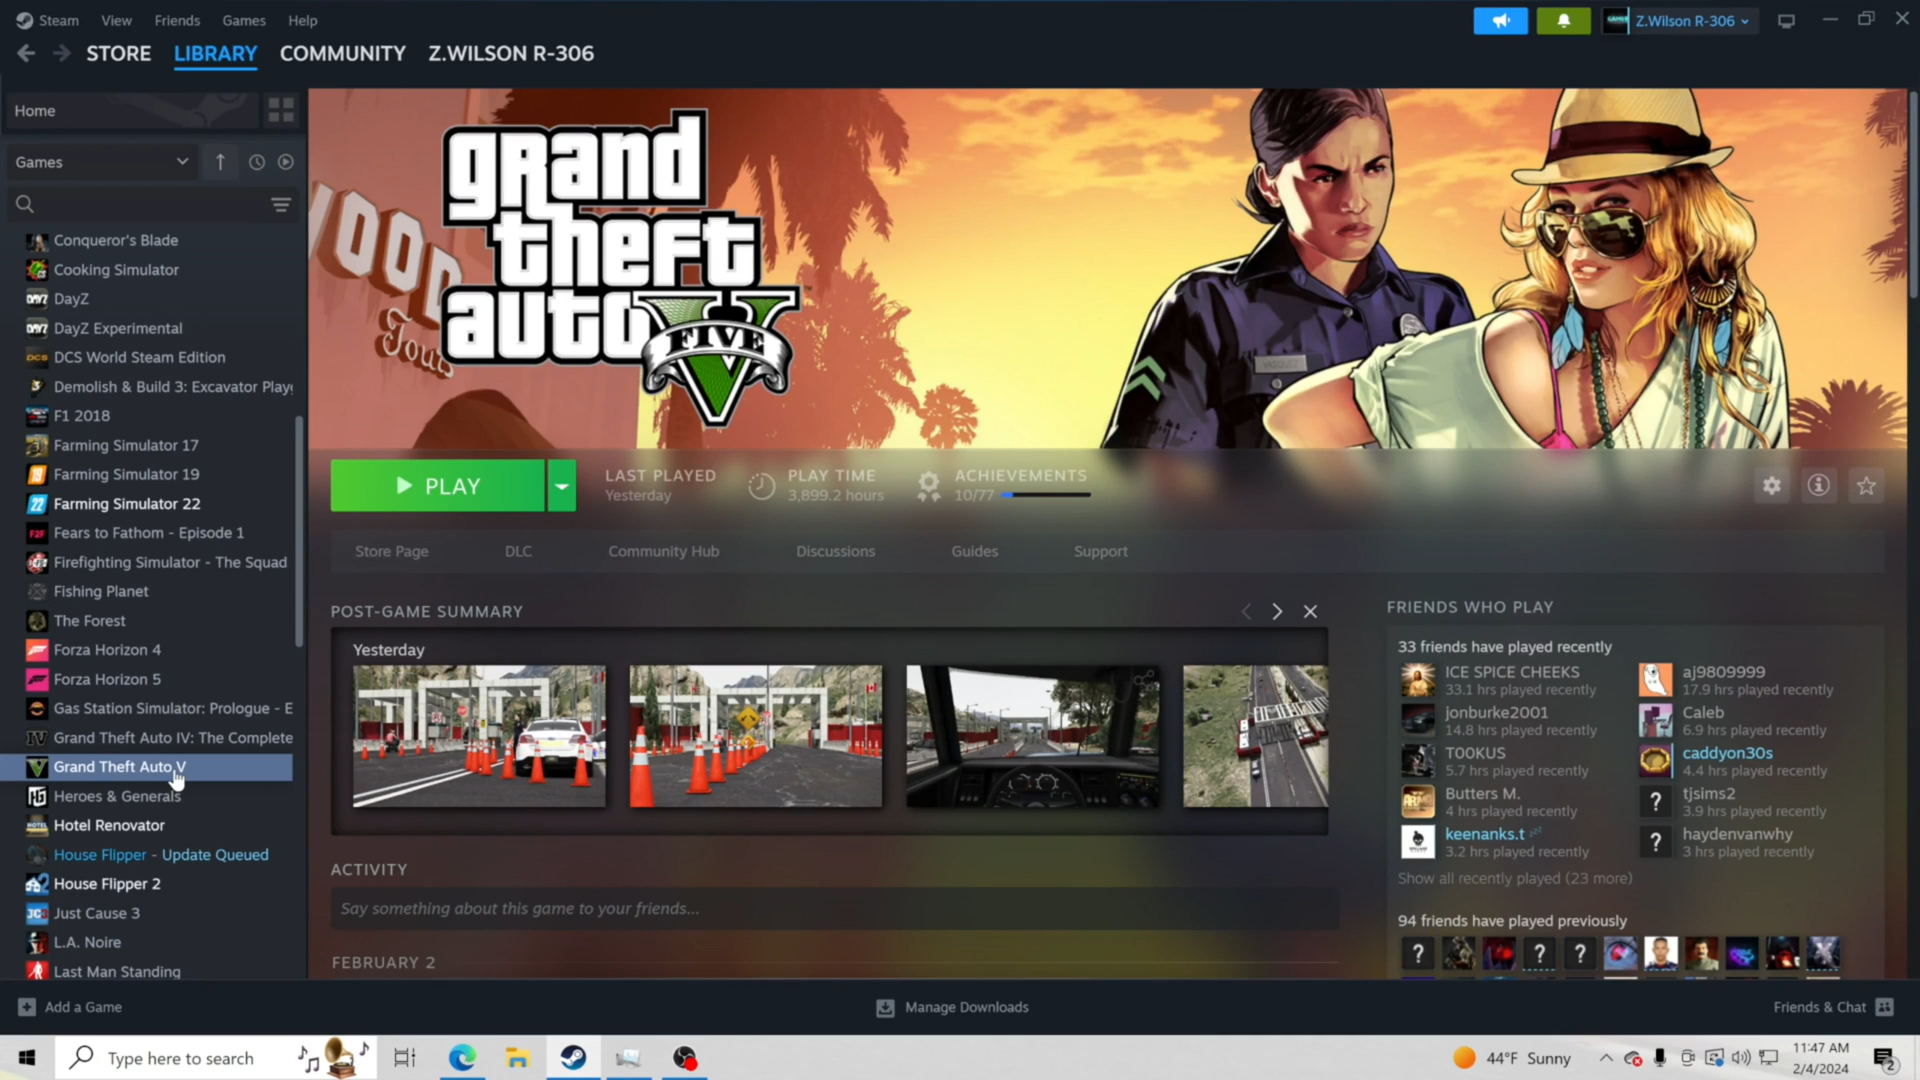 Steam View Friends Games Help
Z.Wilson R-306
STORE LIBRARY COMMUNITY Z.WILSON R-306
Home
Games
Conqueror's Blade
Cooking Simulator
DayZ
DayZ Experimental
DCS World Steam Edition
Demolish & Build 3: Excavator Play
F1 2018
Farming Simulator 17
Farming Simulator 19
Farming Simulator 22
Fears to Fathom - Episode 1
Firefighting Simulator - The Squad
Fishing Planet
The Forest
Forza Horizon 4
Forza Horizon 5
Gas Station Simulator: Prologue - E
Grand Theft Auto IV: The Complete
Grand Theft Auto V
Heroes & Generals
Hotel Renovator
House Flipper - Update Queued
House Flipper 2
Just Cause 3
L.A. Noire
Last Man Standing
grand
theft
auto
V
FIVE
PLAY
LAST PLAYED
Yesterday
PLAY TIME
3,899.2 hours
ACHIEVEMENTS
10/77
Store Page DLC Community Hub Discussions Guides Support
POST-GAME SUMMARY
Yesterday
ACTIVITY
Say something about this game to your friends...
FEBRUARY 2
FRIENDS WHO PLAY
33 friends have played recently
ICE SPICE CHEEKS
33.1 hrs played recently
aj9809999
17.9 hrs played recently
jonburke2001
14.8 hrs played recently
Caleb
6.9 hrs played recently
T00KUS
5.7 hrs played recently
caddyon30s
4.4 hrs played recently
Butters M.
4 hrs played recently
tjsims2
3.9 hrs played recently
keenanks.t
3.2 hrs played recently
haydenvanwhy
3 hrs played recently
Show all recently played (23 more)
94 friends have played previously
Add a Game
Manage Downloads
Friends & Chat
Type here to search
44°F Sunny
11:47 AM
2/4/2024
2